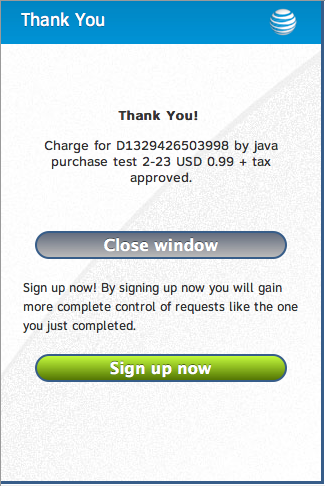 Thank You
Thank You!
Charge for D1329426503998 by java
purchase test 2-23 USD 0.99 + tax
approved.
Close window
Sign up now! By signing up now you will gain
more complete control of requests like the one
you just completed.
Sign up now